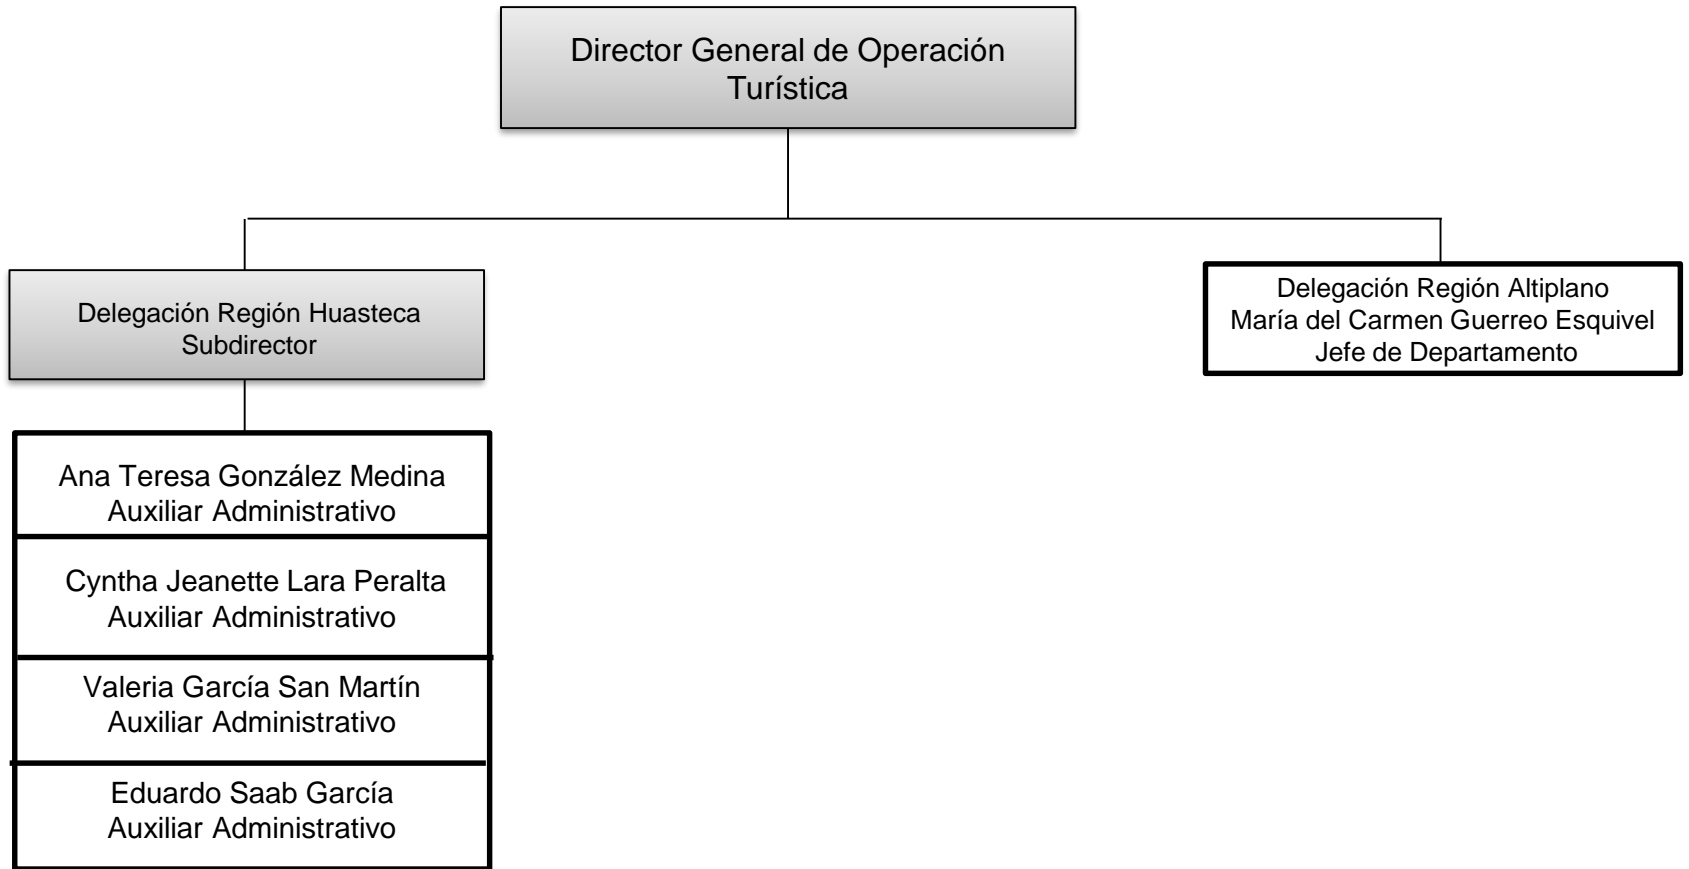 Director General de Operación
Turística
Delegación Región Huasteca
Subdirector
Delegación Región Altiplano
María del Carmen Guerreo Esquivel
Jefe de Departamento
Ana Teresa González Medina
Auxiliar Administrativo
Cyntha Jeanette Lara Peralta
Auxiliar Administrativo
Valeria García San Martín
Auxiliar Administrativo
Eduardo Saab García
Auxiliar Administrativo